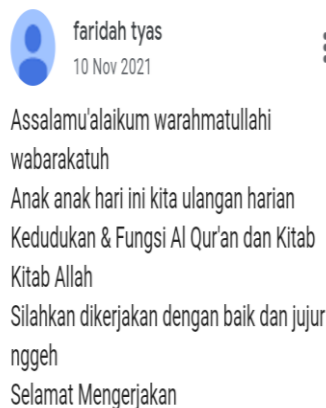 faridah tyas
10 Nov 2021
Assalamu'alaikum warahmatullahi
wabarakatuh
Anak anak hari ini kita ulangan harian
Kedudukan & Fungsi Al Qur'an dan Kitab
Kitab Allah
Silahkan dikerjakan dengan baik dan jujur
nggeh
Selamat Mengerjakan